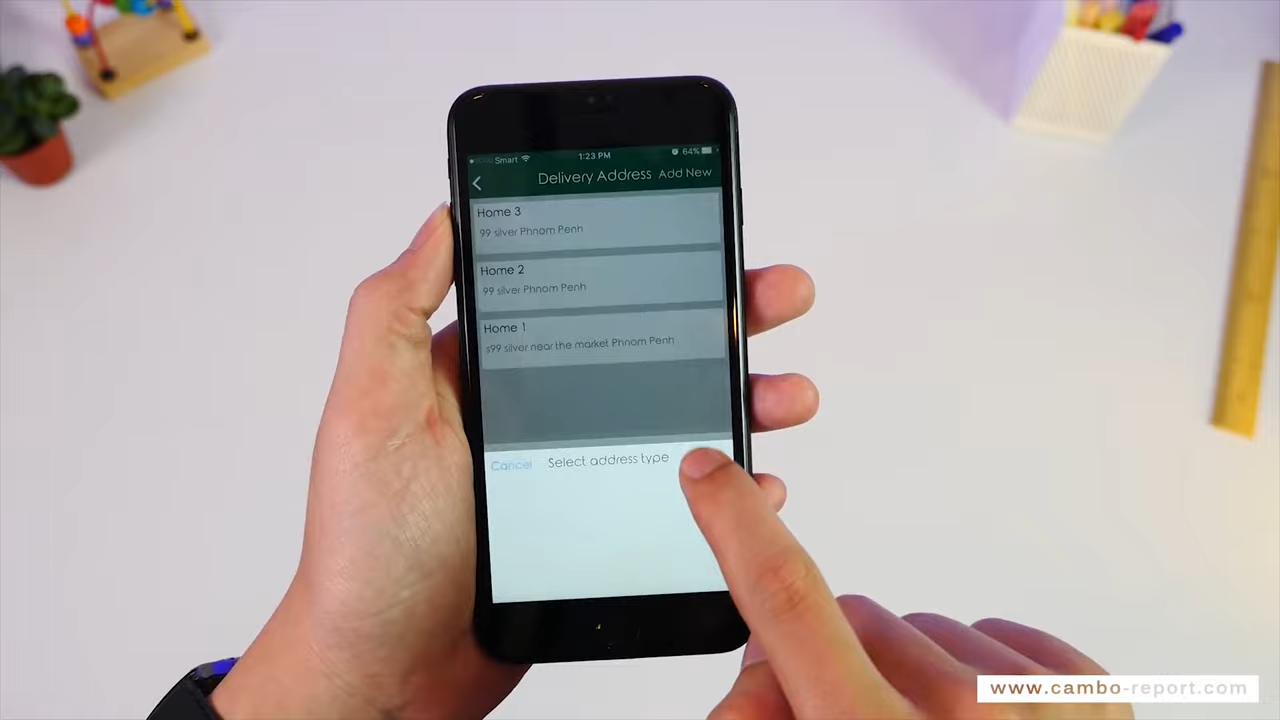 Smart 1:23 PM 64%
Delivery Address Add New
Home 3
99 silver Phnom Penh
Home 2
99 silver Phnom Penh
Home 1
s99 silver near the market Phnom Penh
Cancel Select address type
www.cambo-report.com